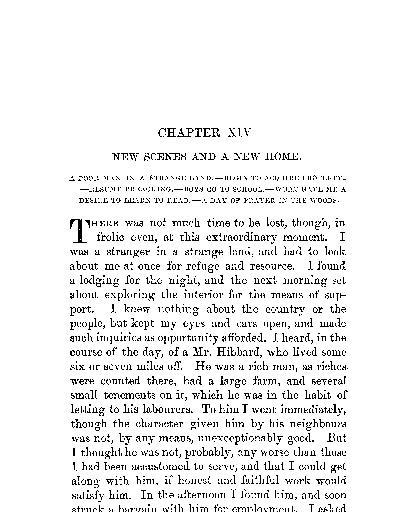 CHAPTER XIV
NEW SCENES AND A NEW HOME.
A POOR MAN IN A STRANGE LAND.—BEGIN TO ACQUIRE PROPERTY.
—RESUME PREACHING.—BOYS GO TO SCHOOL.—WHAT GAVE ME A
DESIRE TO LEARN TO READ.—A DAY OF PRAYER IN THE WOODS.
THERE was not much time to be lost, though, in
frolic even, at this extraordinary moment. I
was a stranger in a strange land, and had to look
about me at once for refuge and resource. I found
a lodging for the night, and the next morning set
about exploring the interior for the means of sup-
port. I knew nothing about the country or the
people, but kept my eyes and ears open, and made
such inquiries as opportunity afforded. I heard, in the
course of the day, of a Mr. Hibbard, who lived some
six or seven miles off. He was a rich man, as riches
were counted there, had a large farm, and several
small tenements on it, which he was in the habit of
letting to his labourers. To him I went immediately,
though the character given him by his neighbours
was not, by any means, unexceptionably good. But
I thought he was not, probably, any worse than those
I had been accustomed to serve, and that I could get
along with him, if honest and faithful work would
satisfy him. In the afternoon I found him, and soon
struck a bargain with him for employment. I asked